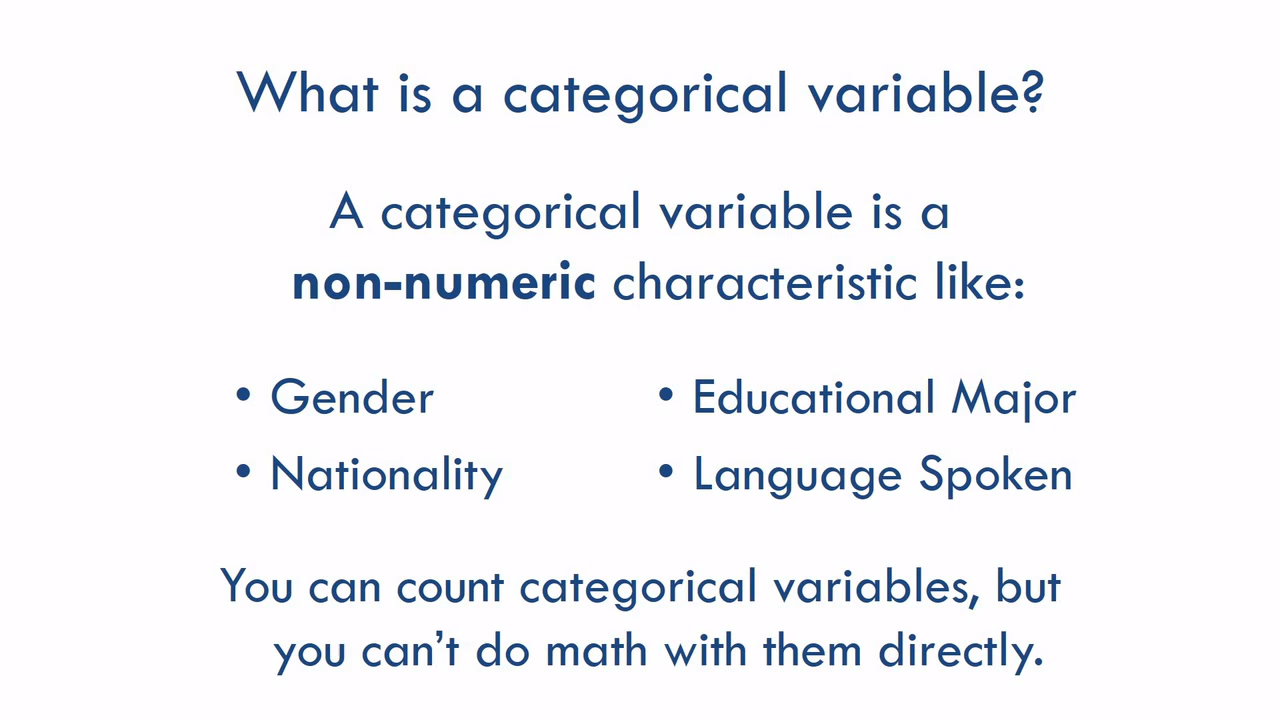 What is a categorical variable?
A categorical variable is a
non-numeric characteristic like:
• Gender
• Nationality
• Educational Major
• Language Spoken
You can count categorical variables, but
you can’t do math with them directly.